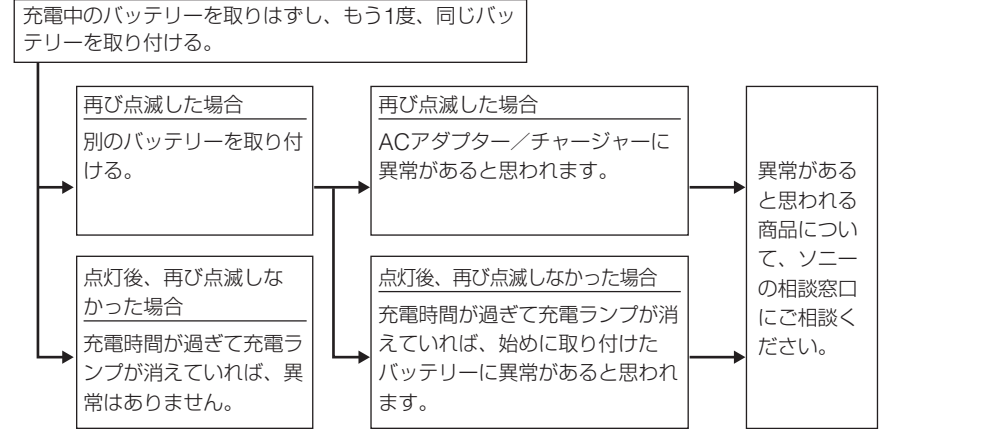 充電中のバッテリーを取りはずし、もう1度、同じバッ
テリーを取り付ける。
再び点滅した場合
別のバッテリーを取り付
ける。
再び点滅した場合
ACアダプター／チャージャーに
異常があると思われます。
点灯後、再び点滅しな
かった場合
充電時間が過ぎて充電ラ
ンプが消えていれば、異
常はありません。
点灯後、再び点滅しなかった場合
充電時間が過ぎて充電ランプが消
えていれば、始めに取り付けた
バッテリーに異常があると思われ
ます。
異常がある
と思われる
商品につい
て、ソニー
の相談窓口
にご相談く
ださい。